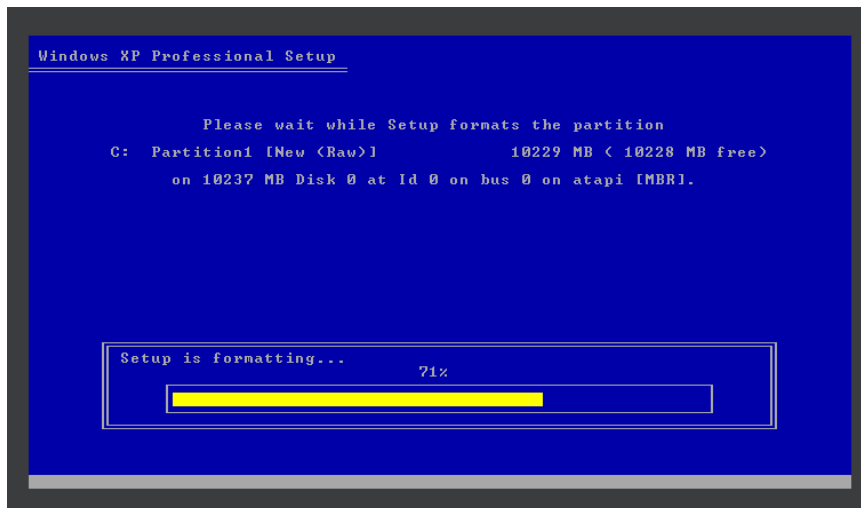 Windows XP Professional Setup
Please wait while Setup formats the partition
C: Partition1 [New (Raw)] 10229 MB ( 10228 MB free)
on 10237 MB Disk 0 at Id 0 on bus 0 on atapi [MBR].
Setup is formatting...
71%